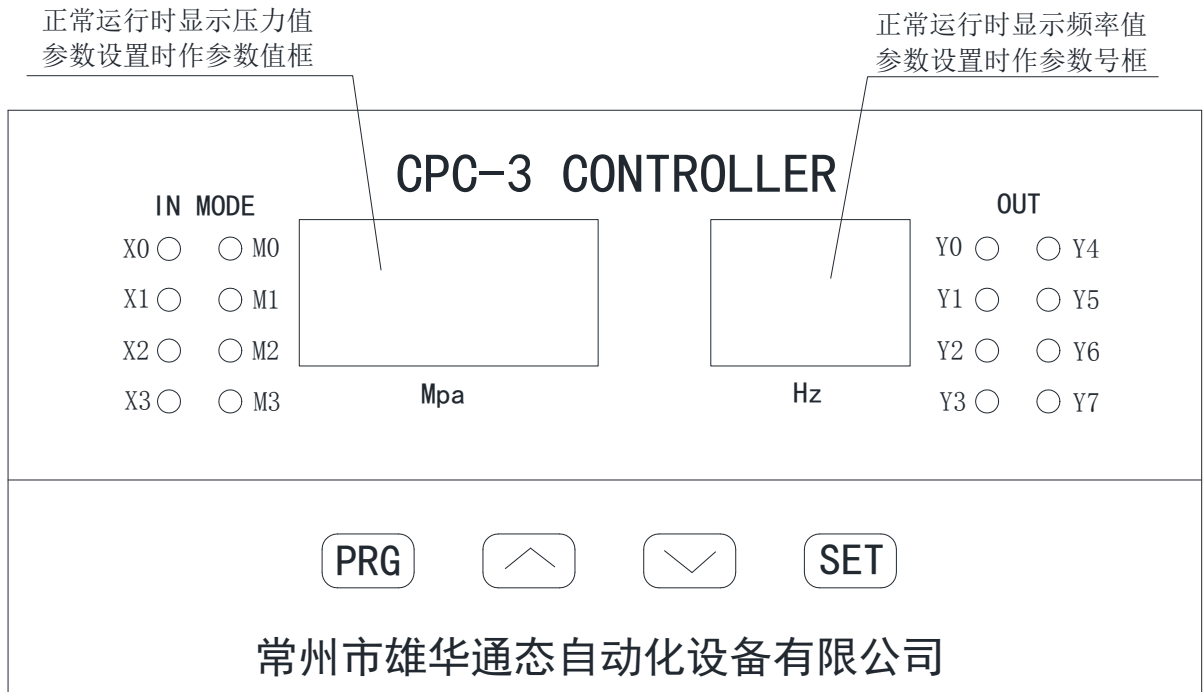 正常运行时显示压力值
参数设置时作参数值框
正常运行时显示频率值
参数设置时作参数号框
CPC-3 CONTROLLER
IN MODE
OUT
X0 M0
Y0 Y4
X1 M1
Y1 Y5
X2 M2
Y2 Y6
X3 M3
Y3 Y7
Mpa
Hz
PRG
SET
常州市雄华通态自动化设备有限公司